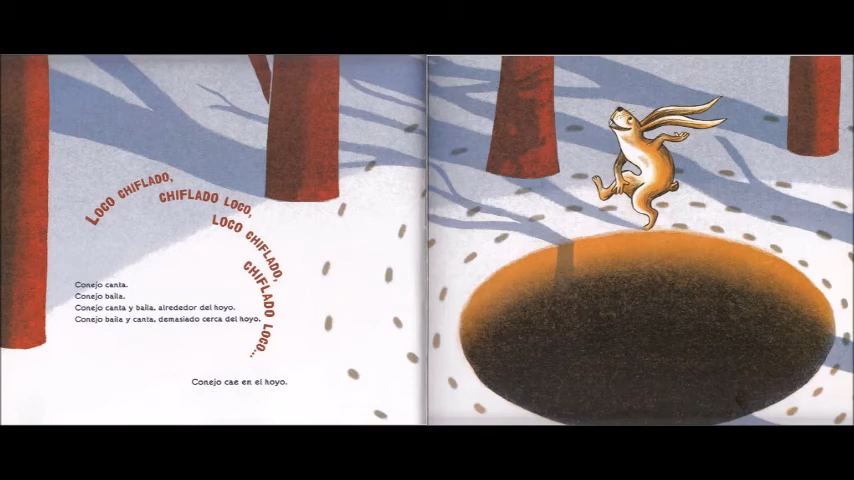 LOCO CHIFLADO,
CHIFLADO LOCO,
LOCO CHIFLADO,
CHIFLADO LOCO...
Conejo canta.
Conejo baila.
Conejo canta y baila, alrededor del hoyo.
Conejo baila y canta, demasiado cerca del hoyo.
Conejo cae en el hoyo.